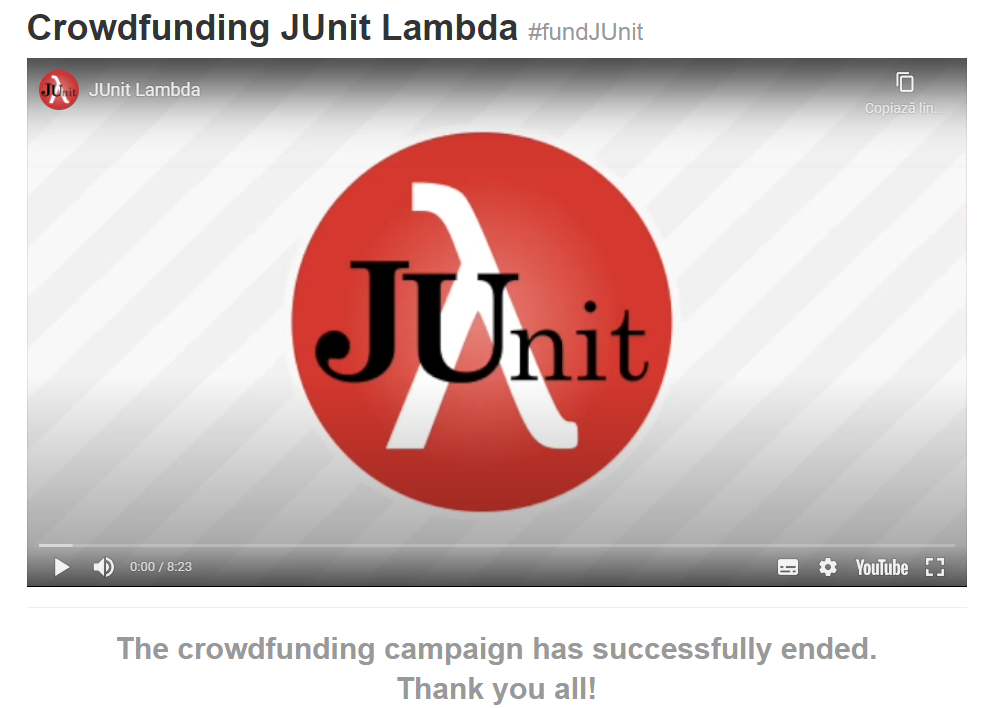 Crowdfunding JUnit Lambda #fundJUnit
JUnit
JUnit Lambda
Copiază lin...
λ
JUnit
0:00 / 8:23
YouTube
The crowdfunding campaign has successfully ended.
Thank you all!